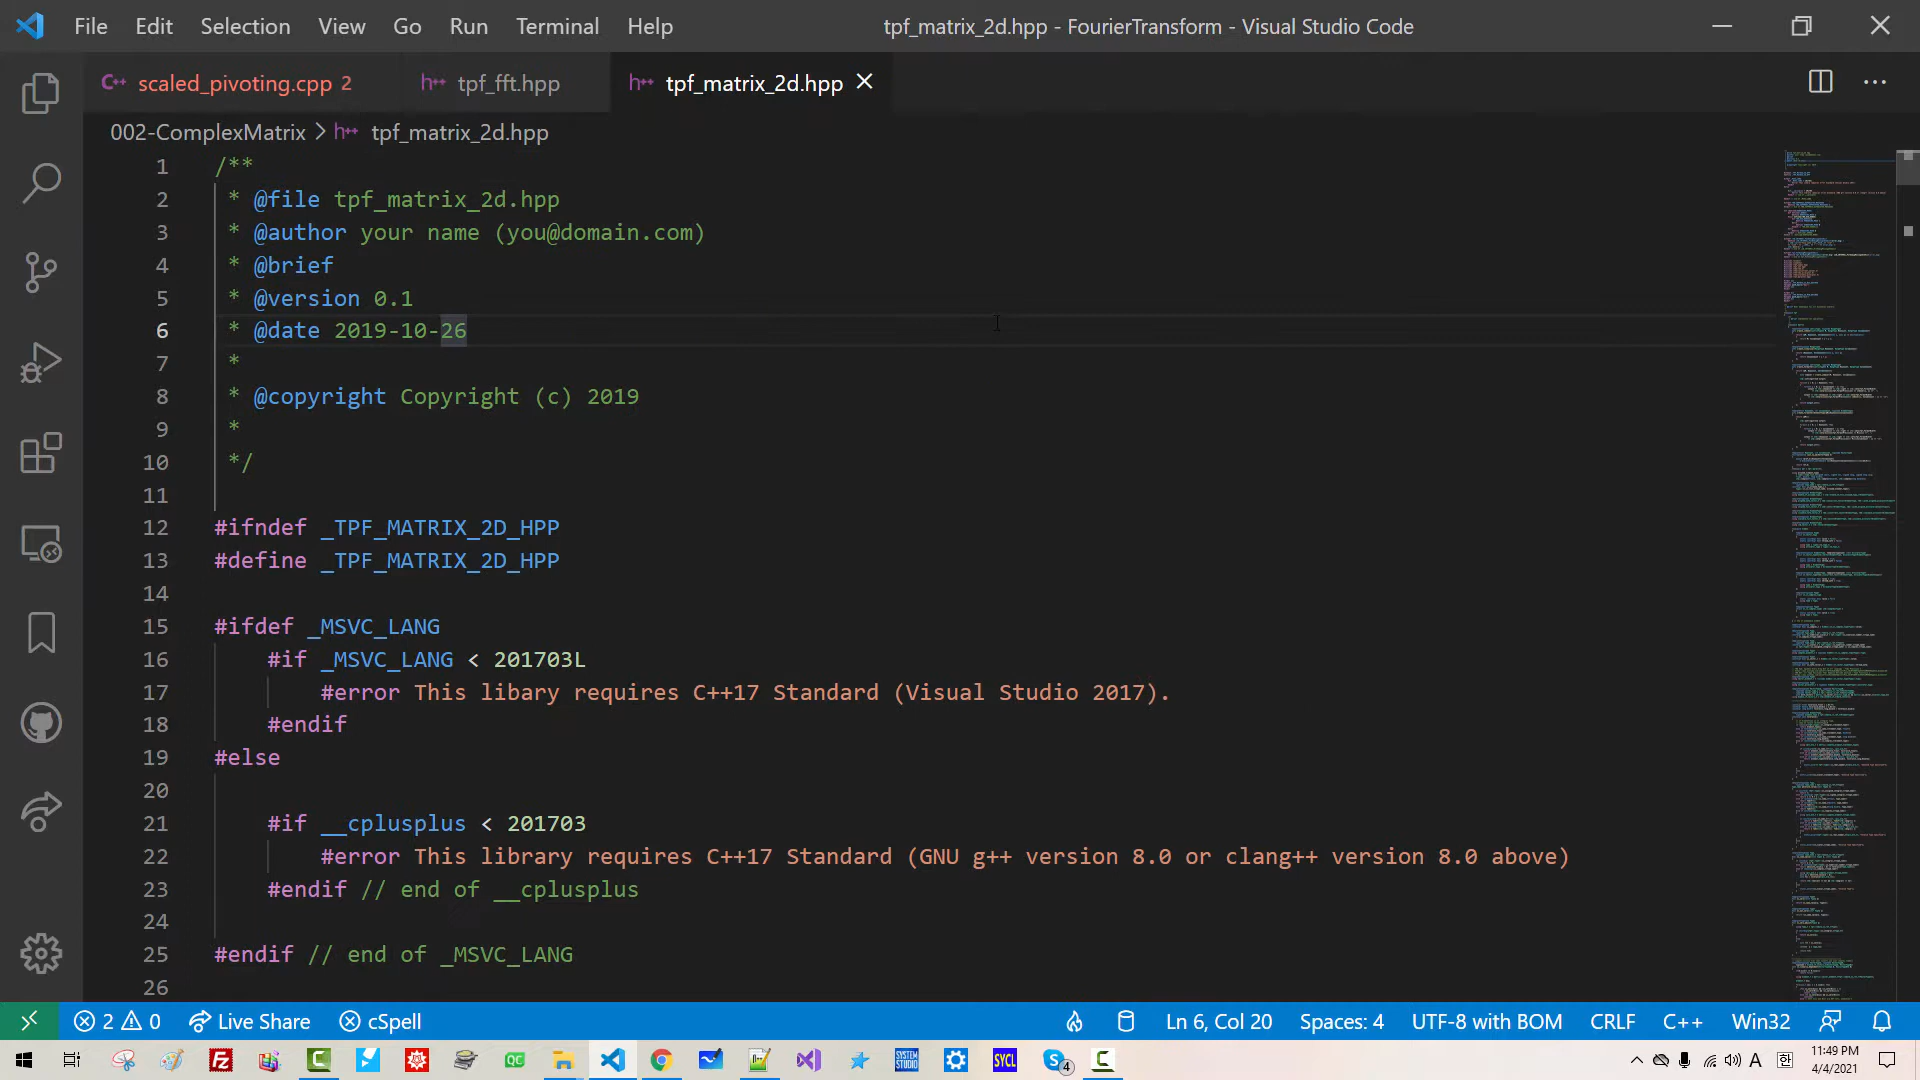 File Edit Selection View Go Run Terminal Help tpf_matrix_2d.hpp - FourierTransform - Visual Studio Code
C++ scaled_pivoting.cpp 2 h++ tpf_fft.hpp h++ tpf_matrix_2d.hpp
002-ComplexMatrix > h++ tpf_matrix_2d.hpp
1 /**
2 * @file tpf_matrix_2d.hpp
3 * @author your name (you@domain.com)
4 * @brief
5 * @version 0.1
6 * @date 2019-10-26
7 *
8 * @copyright Copyright (c) 2019
9 *
10 */
11
12 #ifndef _TPF_MATRIX_2D_HPP
13 #define _TPF_MATRIX_2D_HPP
14
15 #ifdef _MSVC_LANG
16 #if _MSVC_LANG < 201703L
17 #error This libary requires C++17 Standard (Visual Studio 2017).
18 #endif
19 #else
20
21 #if __cplusplus < 201703
22 #error This library requires C++17 Standard (GNU g++ version 8.0 or clang++ version 8.0 above)
23 #endif // end of __cplusplus
24
25 #endif // end of _MSVC_LANG
26
2 0 Live Share cSpell Ln 6, Col 20 Spaces: 4 UTF-8 with BOM CRLF C++ Win32
QC SYSTEM STUDIO SYCL 4 A 한 11:49 PM
4/4/2021